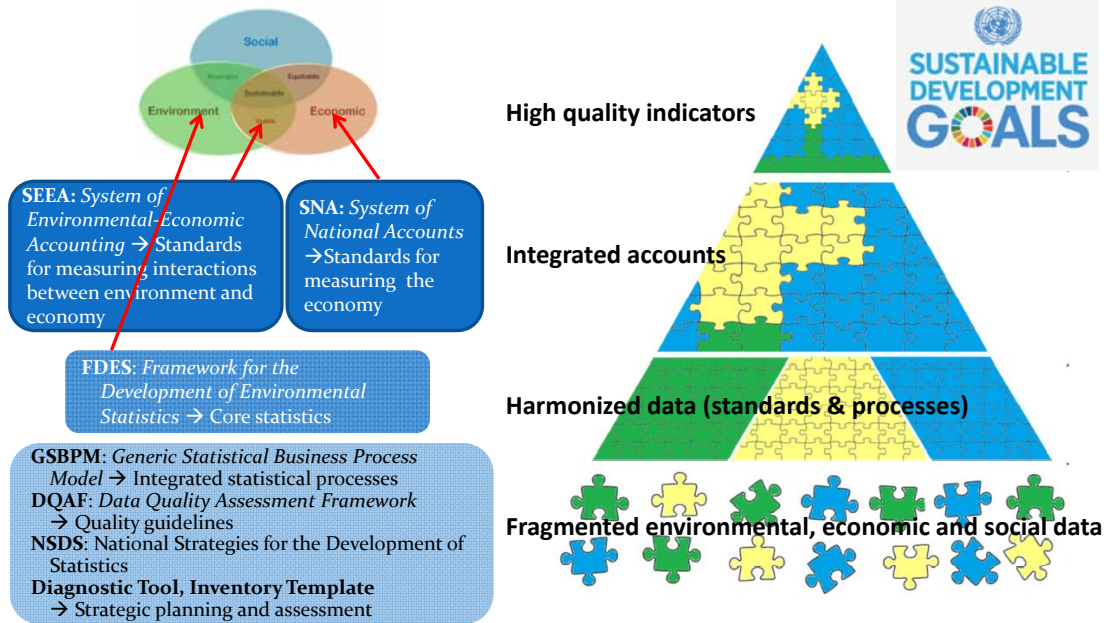 Social
Bearable
Equitable
Sustainable
Environment
Economic
Viable
SEEA: System of
Environmental-Economic
Accounting → Standards
for measuring interactions
between environment and
economy
SNA: System of
National Accounts
→Standards for
measuring the
economy
FDES: Framework for the
Development of Environmental
Statistics → Core statistics
GSBPM: Generic Statistical Business Process
Model → Integrated statistical processes
DQAF: Data Quality Assessment Framework
→ Quality guidelines
NSDS: National Strategies for the Development of
Statistics
Diagnostic Tool, Inventory Template
→ Strategic planning and assessment
SUSTAINABLE
DEVELOPMENT
GOALS
High quality indicators
Integrated accounts
Harmonized data (standards & processes)
Fragmented environmental, economic and social data